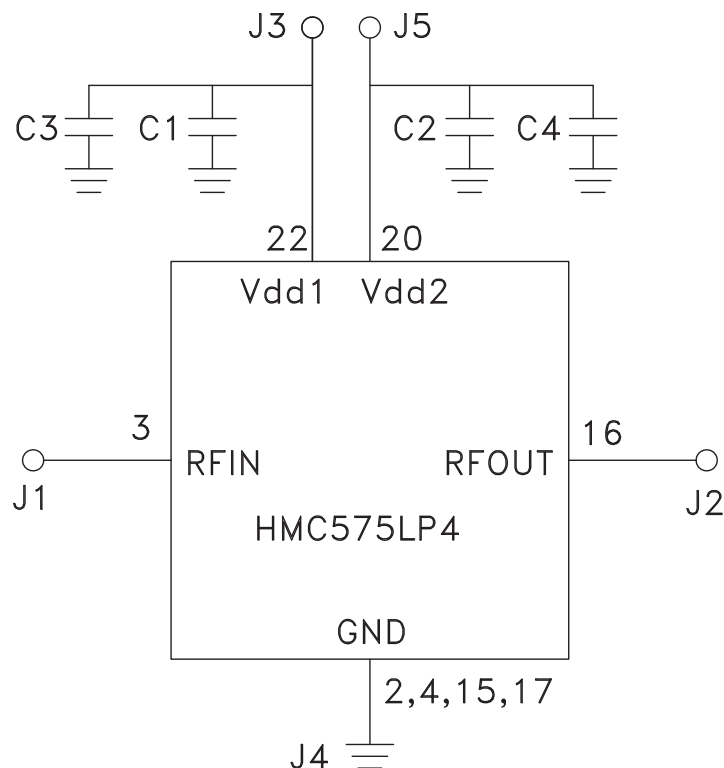 J3 J5
C3 C1 C2 C4
22 20
Vdd1 Vdd2
3 16
RFIN RFOUT
J1 J2
HMC575LP4
GND
2,4,15,17
J4